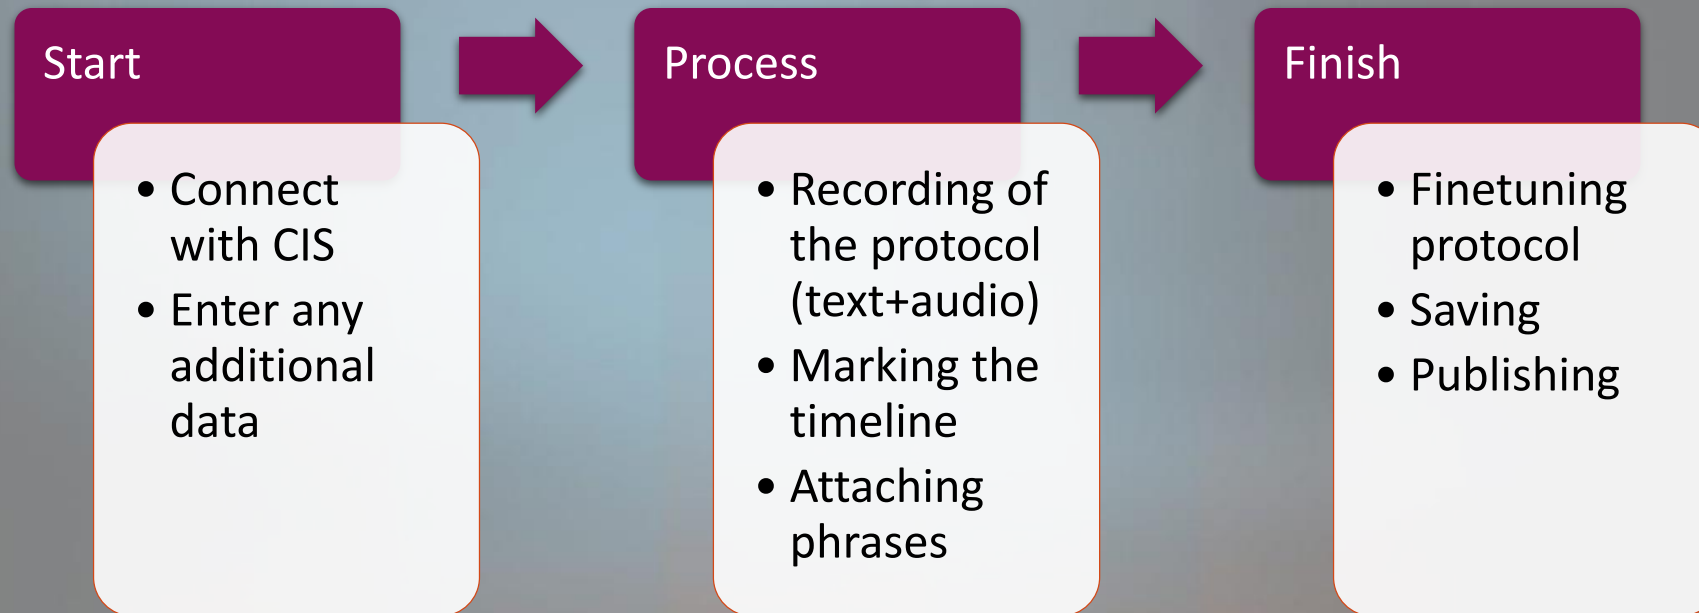 Start
• Connect
with CIS
• Enter any
additional
data
Process
• Recording of
the protocol
(text+audio)
• Marking the
timeline
• Attaching
phrases
Finish
• Finetuning
protocol
• Saving
• Publishing